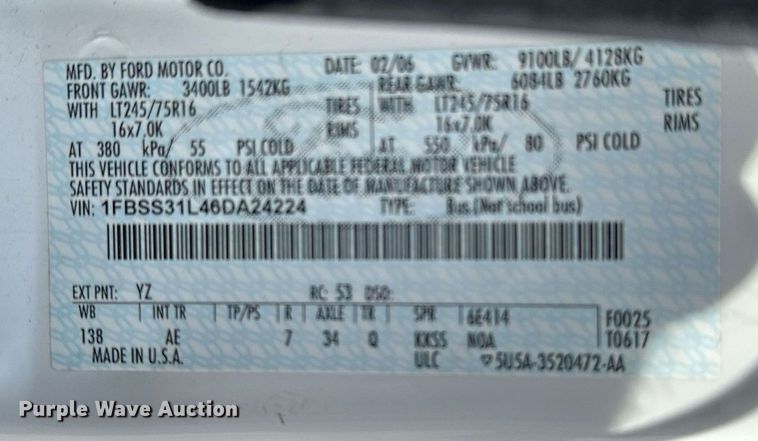 MFD. BY FORD MOTOR CO. DATE: 02/06 GVWR: 9100LB/ 4128KG
FRONT GAWR: 3400LB 1542KG REAR GAWR: 6084LB 2760KG
WITH LT245/75R16 TIRES WITH LT245/75R16 TIRES
16x7.0K RIMS 16x7.0K RIMS
AT 380 kPa/ 55 PSI COLD AT 550 kPa/ 80 PSI COLD
THIS VEHICLE CONFORMS TO ALL APPLICABLE FEDERAL MOTOR VEHICLE
SAFETY STANDARDS IN EFFECT ON THE DATE OF MANUFACTURE SHOWN ABOVE.
VIN: 1FBSS31L46DA24224 TYPE: Bus.(Not school bus)
EXT PNT: YZ RC: 53 DSO:
WB INT TR TP/PS R AXLE TR SPR 6E414 F0025
138 AE 7 34 Q KKSS NOA T0617
MADE IN U.S.A. ULC 5U5A-3520472-AA
Purple Wave Auction